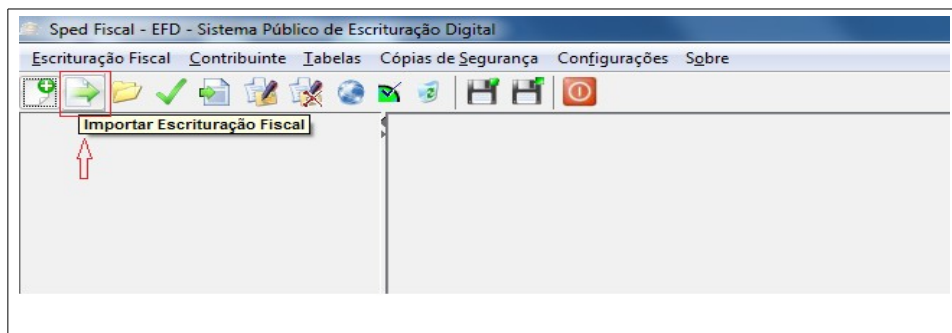 Sped Fiscal - EFD - Sistema Público de Escrituração Digital
Escrituração Fiscal Contribuinte Tabelas Cópias de Segurança Configurações Sobre
Importar Escrituração Fiscal